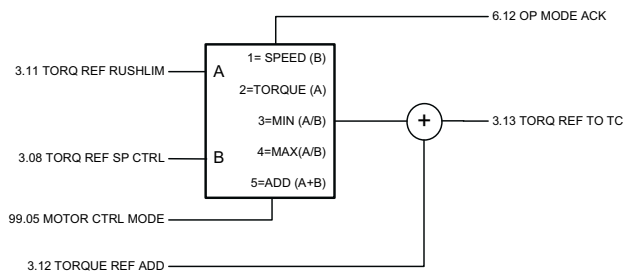 6.12 OP MODE ACK
1= SPEED (B)
3.11 TORQ REF RUSHLIM
A
2=TORQUE (A)
3=MIN (A/B)
+
3.13 TORQ REF TO TC
3.08 TORQ REF SP CTRL
B
4=MAX(A/B)
5=ADD (A+B)
99.05 MOTOR CTRL MODE
3.12 TORQUE REF ADD